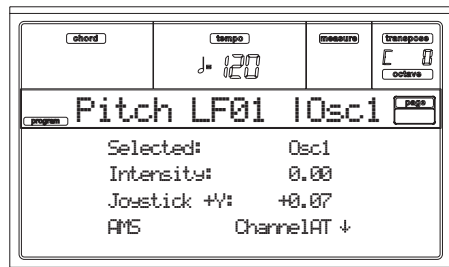 chord tempo measure transpose
♩= 120 C 0
octave
program Pitch LFO1 |Osc1 page
Selected: Osc1
Intensity: 0.00
Joystick +Y: +0.07
AMS ChannelAT ↓